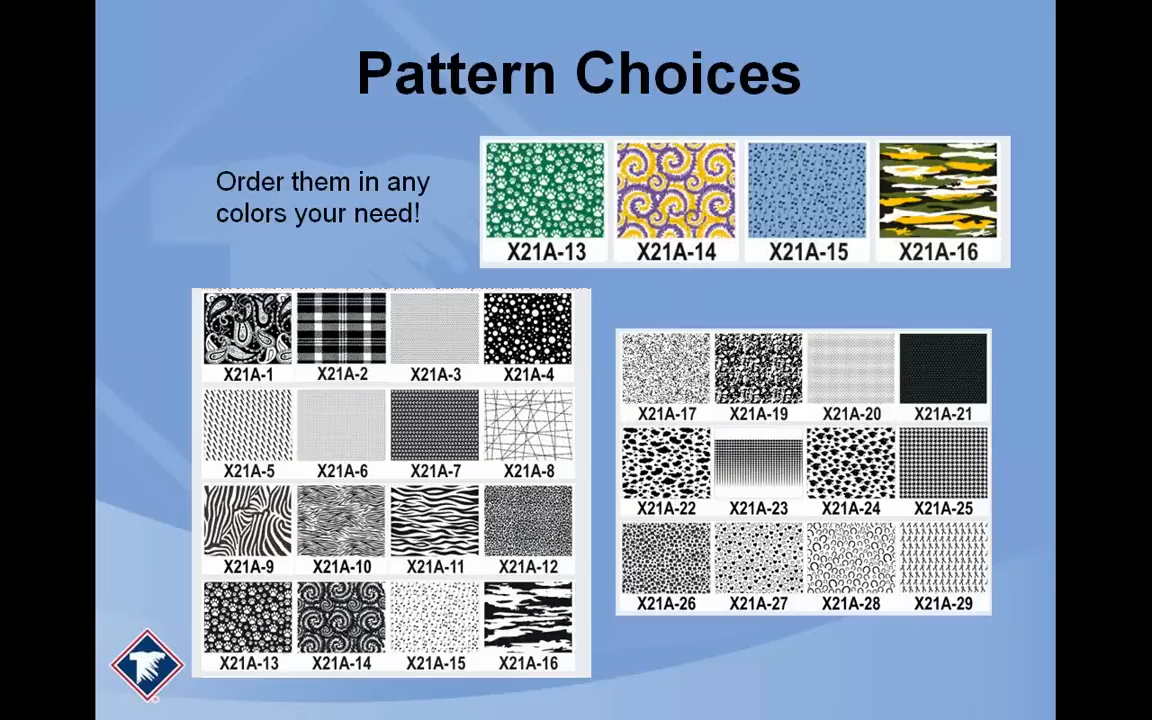 Pattern Choices
Order them in any
colors your need!
X21A-13 X21A-14 X21A-15 X21A-16
X21A-1 X21A-2 X21A-3 X21A-4
X21A-5 X21A-6 X21A-7 X21A-8
X21A-9 X21A-10 X21A-11 X21A-12
X21A-13 X21A-14 X21A-15 X21A-16
X21A-17 X21A-19 X21A-20 X21A-21
X21A-22 X21A-23 X21A-24 X21A-25
X21A-26 X21A-27 X21A-28 X21A-29